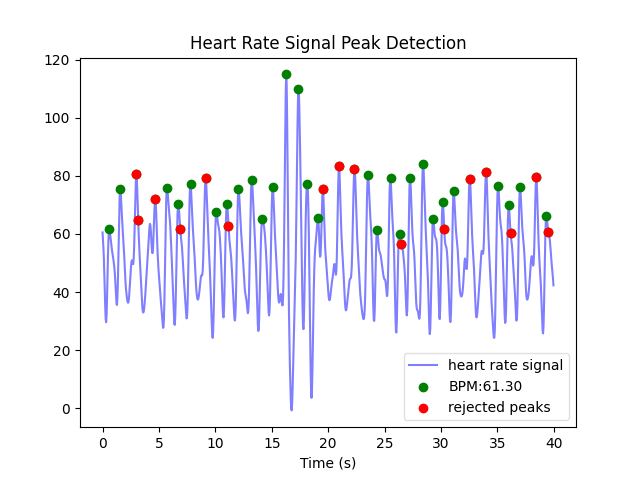 Heart Rate Signal Peak Detection
120
100
80
60
40
20
0
0 5 10 15 20 25 30 35 40
Time (s)
heart rate signal
BPM:61.30
rejected peaks